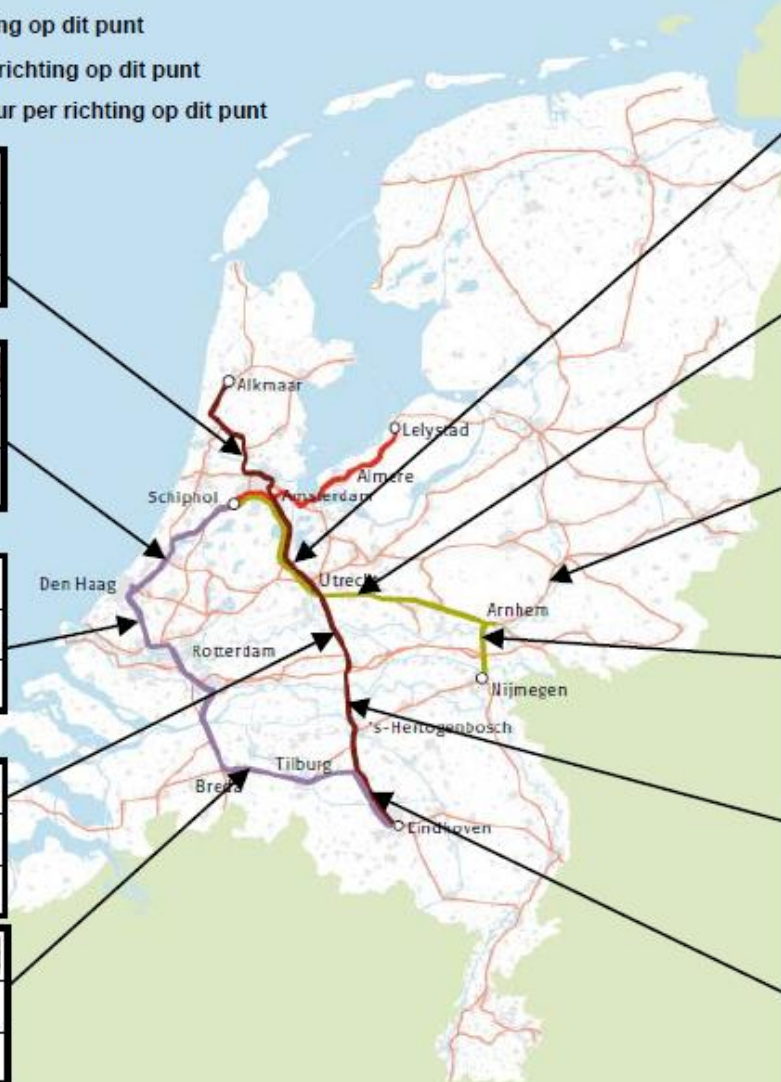 ng op dit punt
richting op dit punt
ur per richting op dit punt
Alkmaar
Lelystad
Almere
Schiphol
Amsterdam
Den Haag
Utrecht
Arnhem
Rotterdam
Nijmegen
's-Hertogenbosch
Tilburg
Breda
Eindhoven